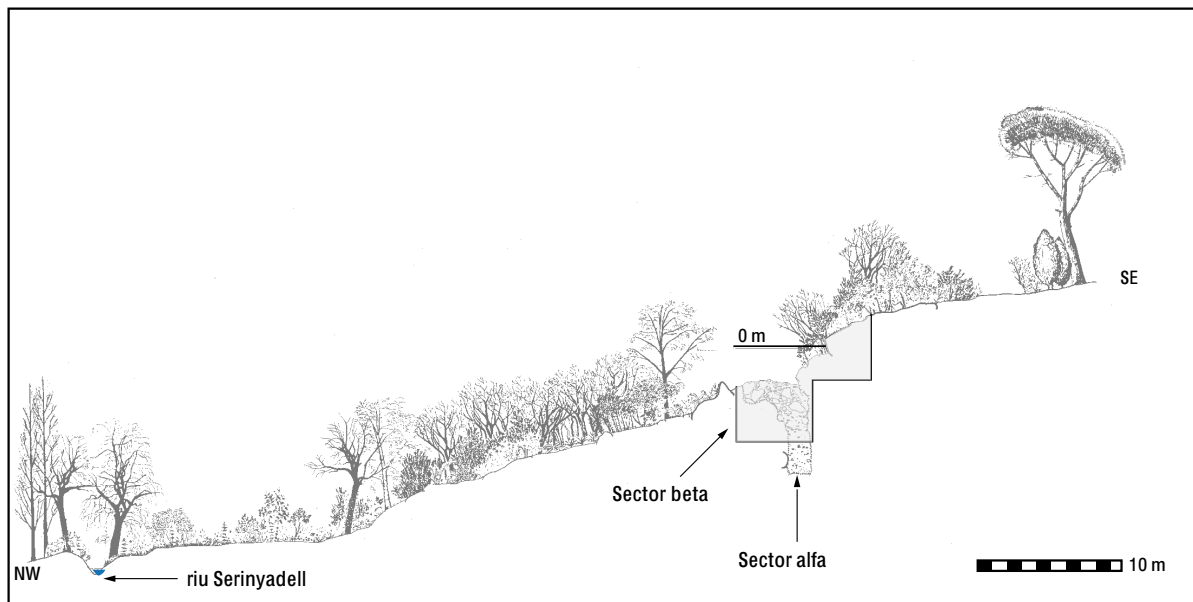 SE
0 m
Sector beta
Sector alfa
10 m
NW
riu Serinyadell